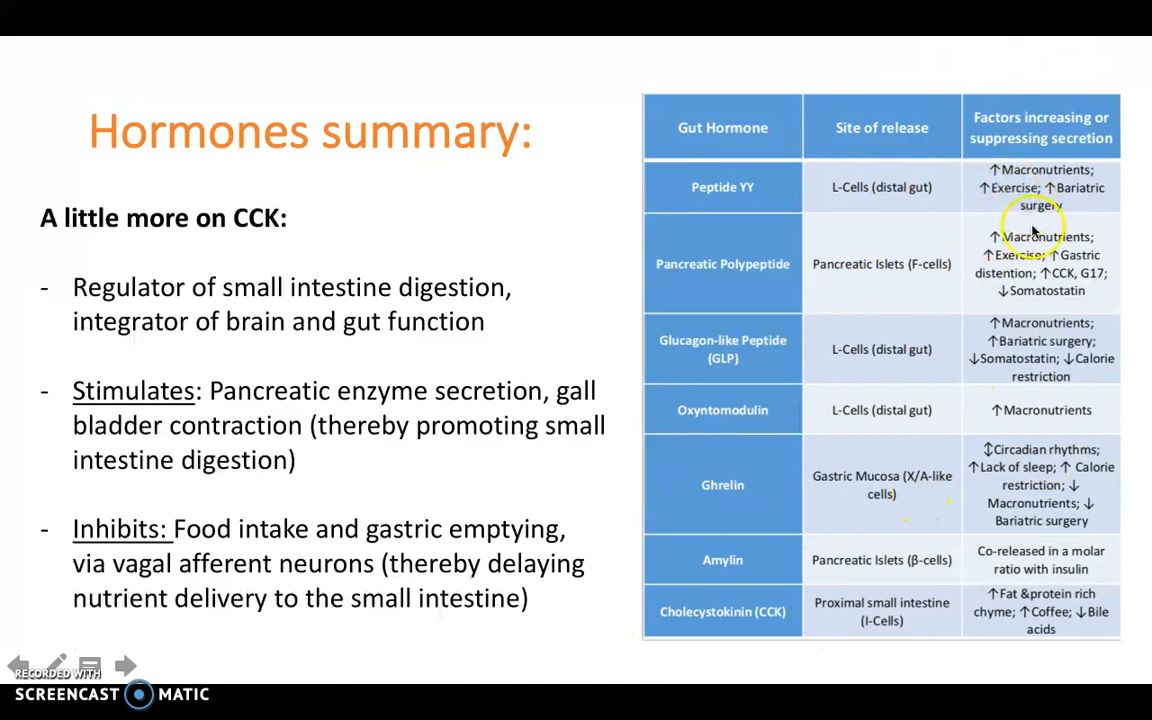 Hormones summary:
A little more on CCK:
- Regulator of small intestine digestion,
integrator of brain and gut function
- Stimulates: Pancreatic enzyme secretion, gall
bladder contraction (thereby promoting small
intestine digestion)
- Inhibits: Food intake and gastric emptying,
via vagal afferent neurons (thereby delaying
nutrient delivery to the small intestine)
Gut Hormone
Site of release
Factors increasing or
suppressing secretion
Peptide YY
L-Cells (distal gut)
↑Macronutrients;
↑Exercise; ↑Bariatric
surgery
Pancreatic Polypeptide
Pancreatic Islets (F-cells)
↑Macronutrients;
↑Exercise; ↑Gastric
distention; ↑CCK, G17;
↓Somatostatin
Glucagon-like Peptide
(GLP)
L-Cells (distal gut)
↑Macronutrients;
↑Bariatric surgery;
↓Somatostatin; ↓Calorie
restriction
Oxyntomodulin
L-Cells (distal gut)
↑Macronutrients
Ghrelin
Gastric Mucosa (X/A-like
cells)
↕Circadian rhythms;
↑Lack of sleep; ↑ Calorie
restriction; ↓
Macronutrients; ↓
Bariatric surgery
Amylin
Pancreatic Islets (β-cells)
Co-released in a molar
ratio with insulin
Cholecystokinin (CCK)
Proximal small intestine
(I-Cells)
↑Fat &protein rich
chyme; ↑Coffee; ↓Bile
acids
RECORDED WITH
SCREENCAST MATIC